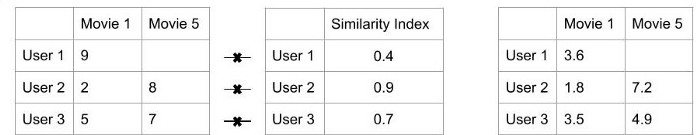 Movie 1 Movie 5 Similarity Index Movie 1 Movie 5
User 1 9 User 1 0.4 User 1 3.6
User 2 2 8 User 2 0.9 User 2 1.8 7.2
User 3 5 7 User 3 0.7 User 3 3.5 4.9